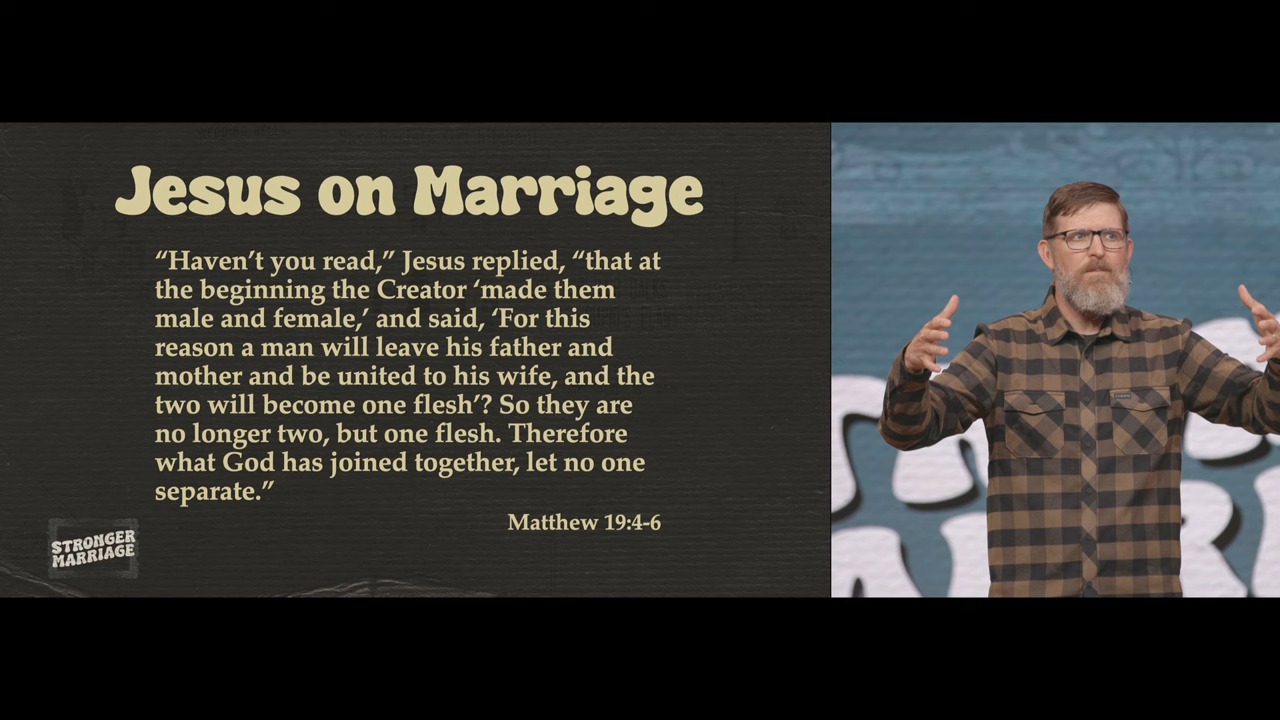 Jesus on Marriage
“Haven’t you read,” Jesus replied, “that at
the beginning the Creator ‘made them
male and female,’ and said, ‘For this
reason a man will leave his father and
mother and be united to his wife, and the
two will become one flesh’? So they are
no longer two, but one flesh. Therefore
what God has joined together, let no one
separate.”
Matthew 19:4-6
STRONGER
MARRIAGE